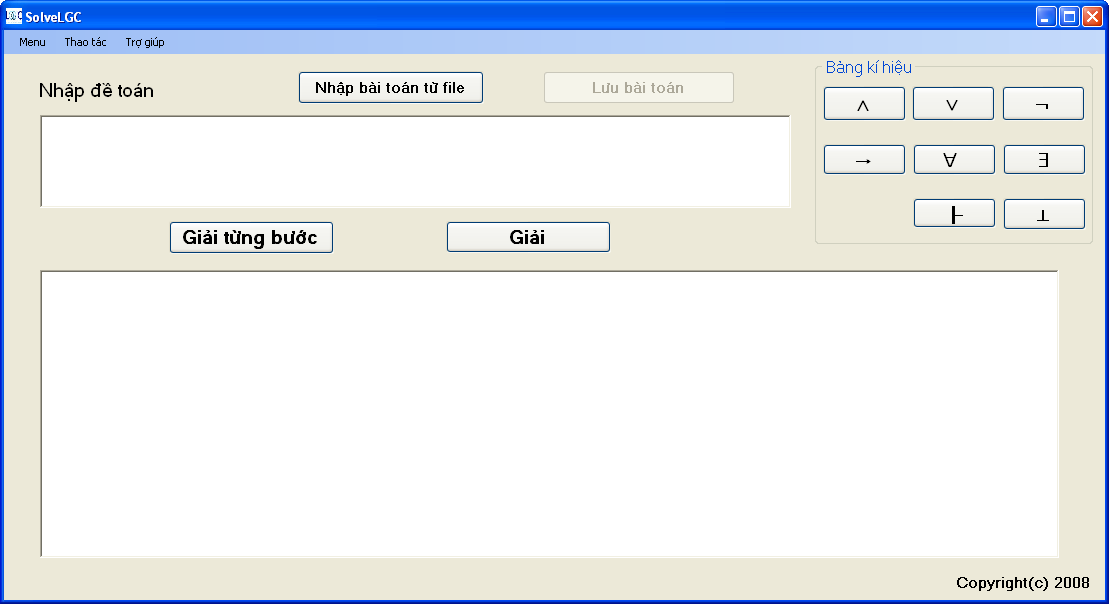 SolveLGC
Menu Thao tác Trợ giúp
Nhập đề toán
Nhập bài toán từ file
Lưu bài toán
Bảng kí hiệu
∧ ∨ ¬
→ ∀ ∃
├ ⊥
Giải từng bước
Giải
Copyright(c) 2008